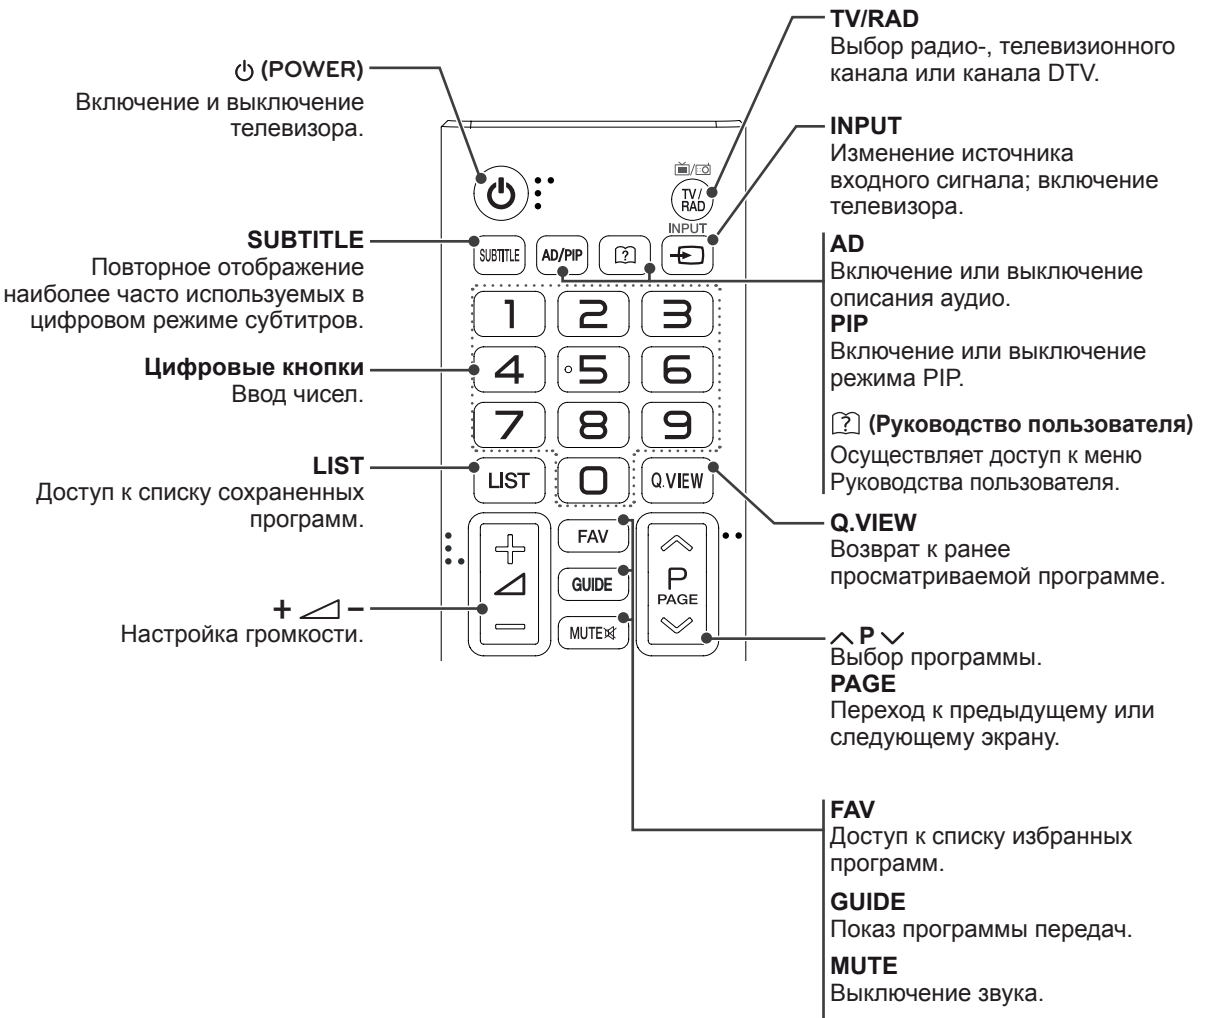 ⏻ (POWER)
Включение и выключение
телевизора.
SUBTITLE
Повторное отображение
наиболее часто используемых в
цифровом режиме субтитров.
Цифровые кнопки
Ввод чисел.
LIST
Доступ к списку сохраненных
программ.
+ ◿ −
Настройка громкости.
TV/
RAD
INPUT
SUBTITLE AD/PIP ?
1 2 3
4 5 6
7 8 9
LIST 0 Q.VIEW
+ FAV
P
PAGE
GUIDE
− MUTE
TV/RAD
Выбор радио-, телевизионного
канала или канала DTV.
INPUT
Изменение источника
входного сигнала; включение
телевизора.
AD
Включение или выключение
описания аудио.
PIP
Включение или выключение
режима PIP.
? (Руководство пользователя)
Осуществляет доступ к меню
Руководства пользователя.
Q.VIEW
Возврат к ранее
просматриваемой программе.
P
Выбор программы.
PAGE
Переход к предыдущему или
следующему экрану.
FAV
Доступ к списку избранных
программ.
GUIDE
Показ программы передач.
MUTE
Выключение звука.